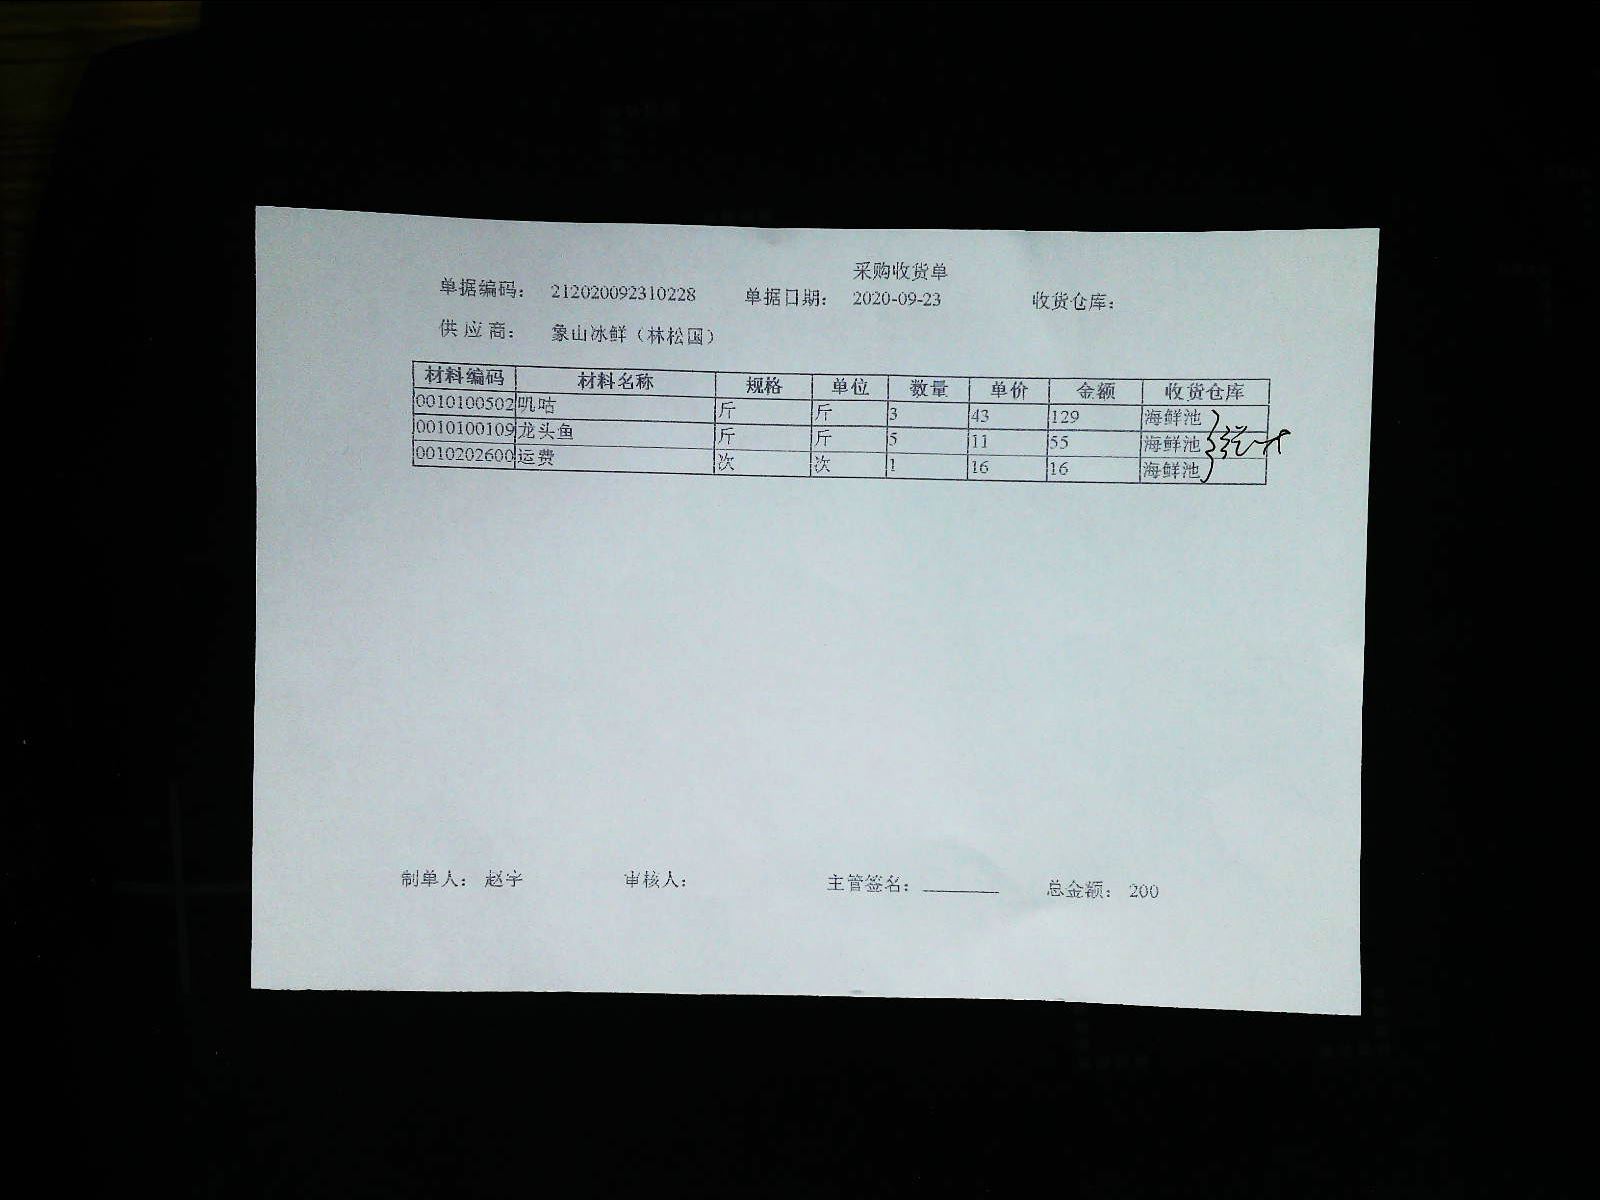 采购收货单
单据编码： 212020092310228 单据日期： 2020-09-23 收货仓库：
供 应 商： 象山冰鲜（林松国）
材料编码 材料名称 规格 单位 数量 单价 金额 收货仓库
0010100502 叽咕 斤 斤 3 43 129 海鲜池
0010100109 龙头鱼 斤 斤 5 11 55 海鲜池
0010202600 运费 次 次 1 16 16 海鲜池
制单人： 赵宇 审核人： 主管签名： 总金额： 200